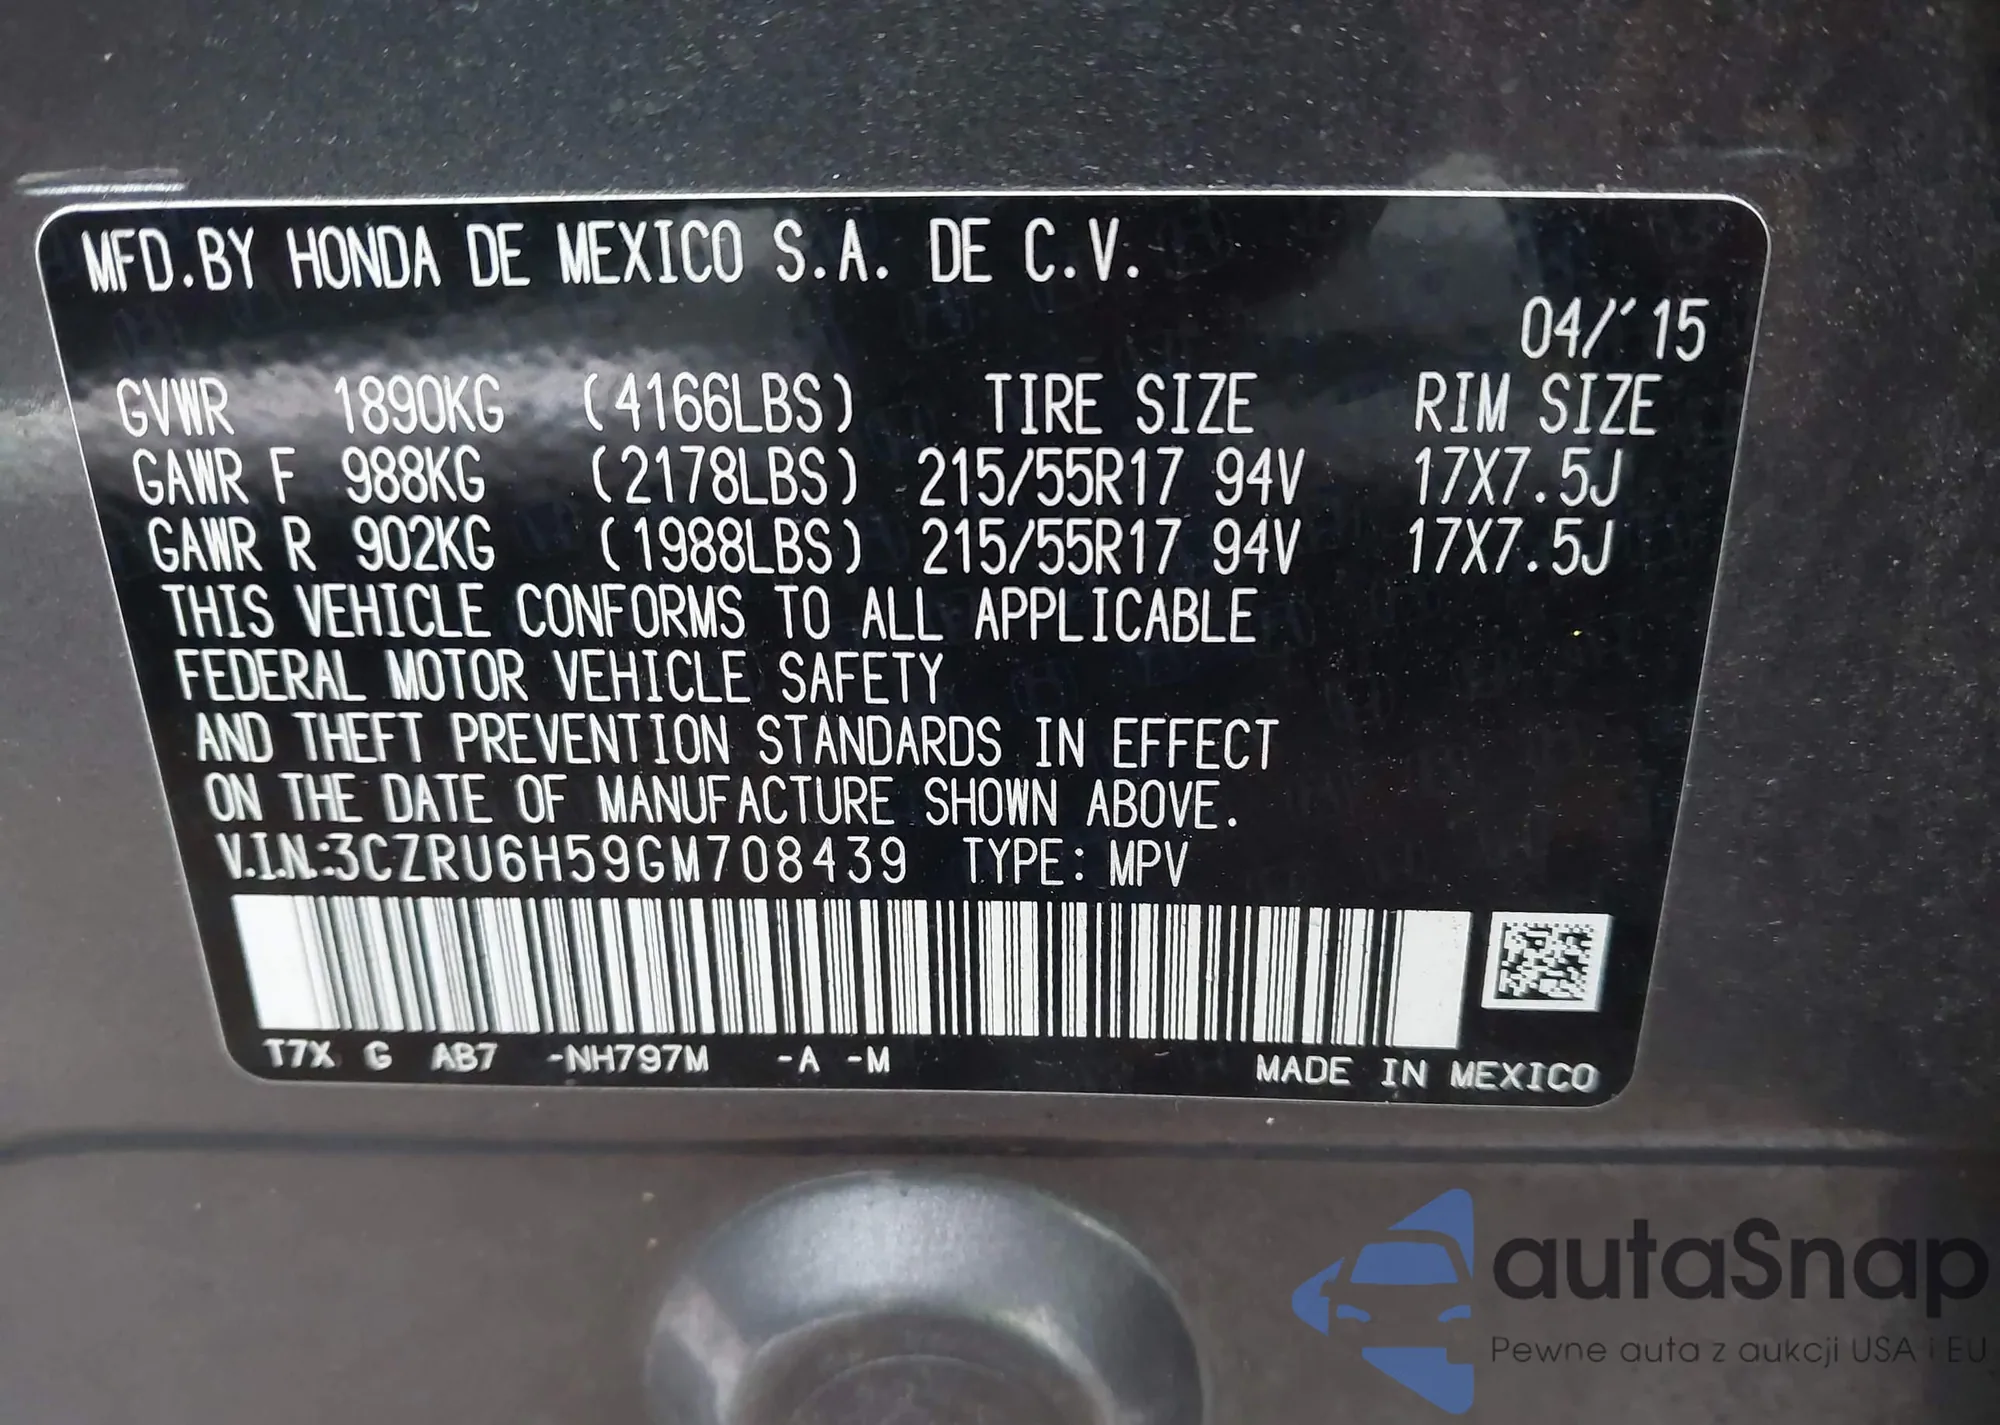 MFD.BY HONDA DE MEXICO S.A. DE C.V.
04/'15
GVWR 1890KG (4166LBS) TIRE SIZE RIM SIZE
GAWR F 988KG (2178LBS) 215/55R17 94V 17X7.5J
GAWR R 902KG (1988LBS) 215/55R17 94V 17X7.5J
THIS VEHICLE CONFORMS TO ALL APPLICABLE
FEDERAL MOTOR VEHICLE SAFETY
AND THEFT PREVENTION STANDARDS IN EFFECT
ON THE DATE OF MANUFACTURE SHOWN ABOVE.
V.I.N.:3CZRU6H59GM708439 TYPE: MPV
T7X G AB7 -NH797M -A -M MADE IN MEXICO
autaSnap
Pewne auta z aukcji USA i EU